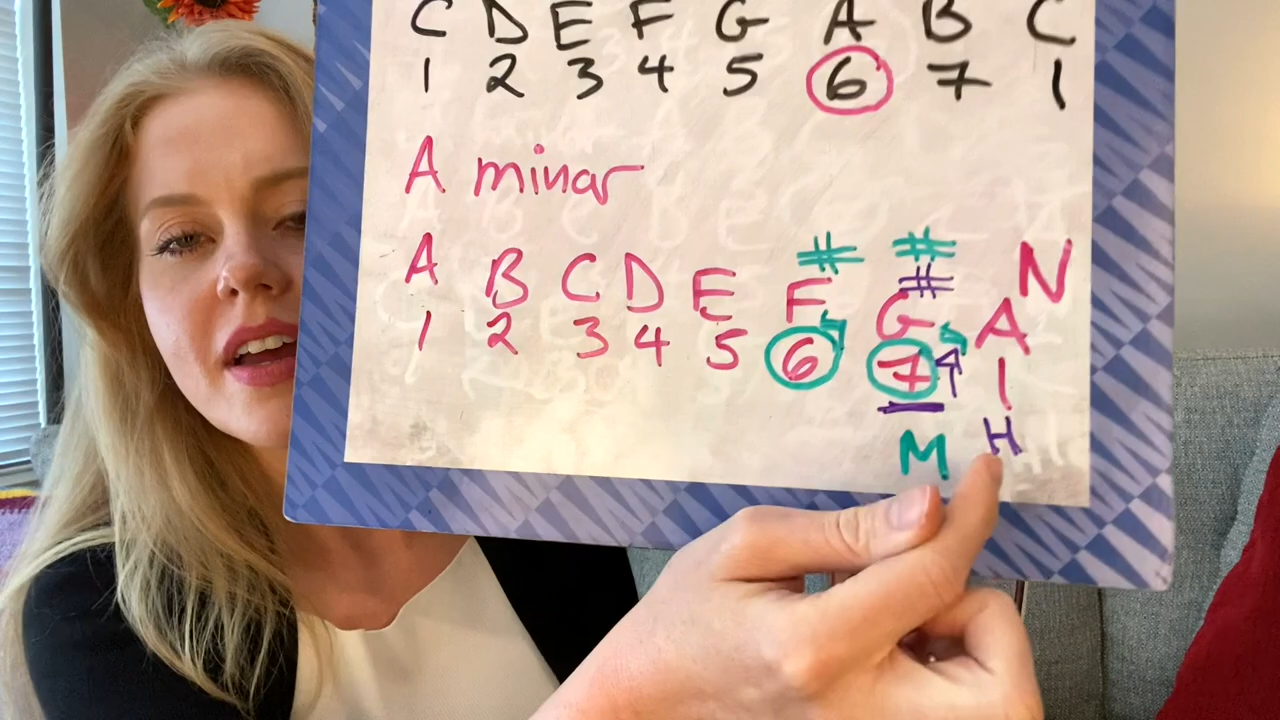 C D E F G A B C
1 2 3 4 5 6 7 1
A minor
# # N
A B C D E F G # A
1 2 3 4 5 6 7 1
M H